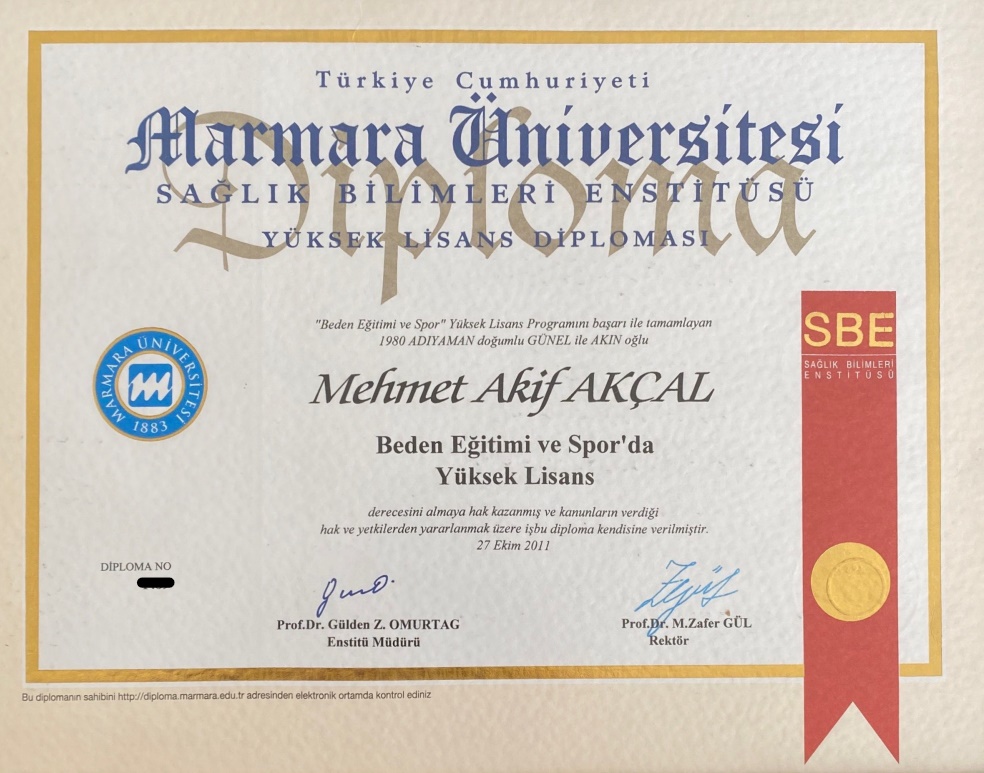 Türkiye Cumhuriyeti
Marmara Üniversitesi
Diploma
SAĞLIK BİLİMLERİ ENSTİTÜSÜ
YÜKSEK LİSANS DİPLOMASI
"Beden Eğitimi ve Spor" Yüksek Lisans Programını başarı ile tamamlayan
1980 ADIYAMAN doğumlu GÜNEL ile AKIN oğlu
Mehmet Akif AKÇAL
Beden Eğitimi ve Spor'da
Yüksek Lisans
derecesini almaya hak kazanmış ve kanunların verdiği
hak ve yetkilerden yararlanmak üzere işbu diploma kendisine verilmiştir.
27 Ekim 2011
MARMARA ÜNİVERSİTESİ
1883
SBE
SAĞLIK BİLİMLERİ
ENSTİTÜSÜ
DİPLOMA NO
Prof.Dr. Gülden Z. OMURTAG
Enstitü Müdürü
Prof.Dr. M.Zafer GÜL
Rektör
Bu diplomanın sahibini http://diploma.marmara.edu.tr adresinden elektronik ortamda kontrol ediniz